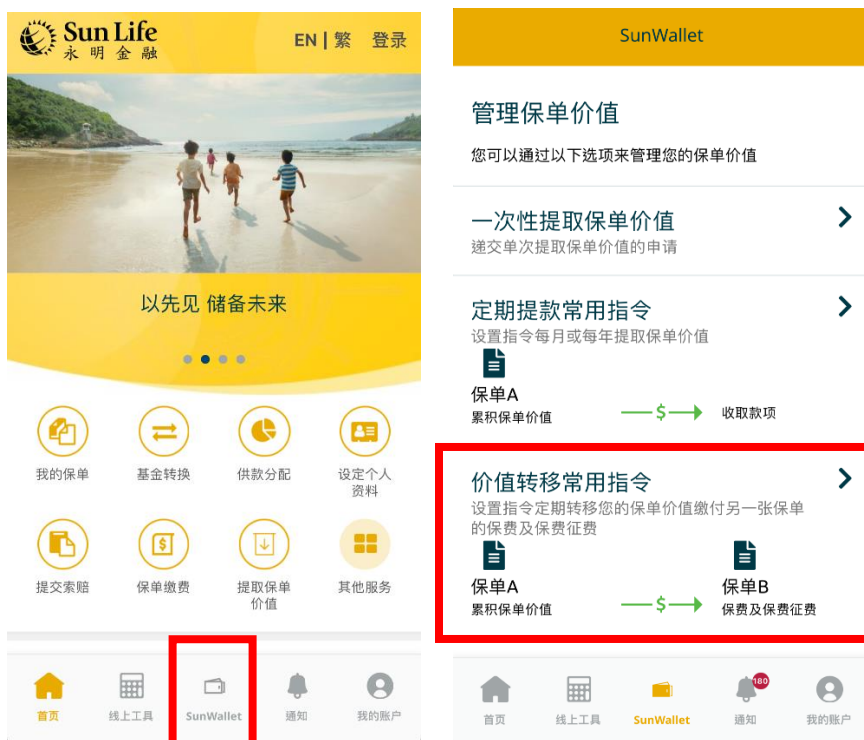 Sun Life
永明金融
EN | 繁 登录
以先见 储备未来
我的保单
基金转换
供款分配
设定个人
资料
提交索赔
保单缴费
提取保单
价值
其他服务
首页
线上工具
SunWallet
通知
我的账户
SunWallet
管理保单价值
您可以通过以下选项来管理您的保单价值
一次性提取保单价值
递交单次提取保单价值的申请
定期提款常用指令
设置指令每月或每年提取保单价值
保单A
累积保单价值
$
收取款项
价值转移常用指令
设置指令定期转移您的保单价值缴付另一张保单
的保费及保费征费
保单A
累积保单价值
$
保单B
保费及保费征费
首页
线上工具
SunWallet
180
通知
我的账户